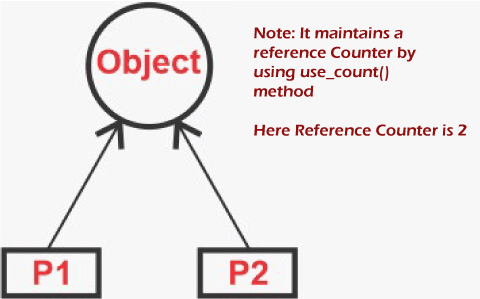 Object
Note: It maintains a
reference Counter by
using use_count()
method
Here Reference Counter is 2
P1
P2